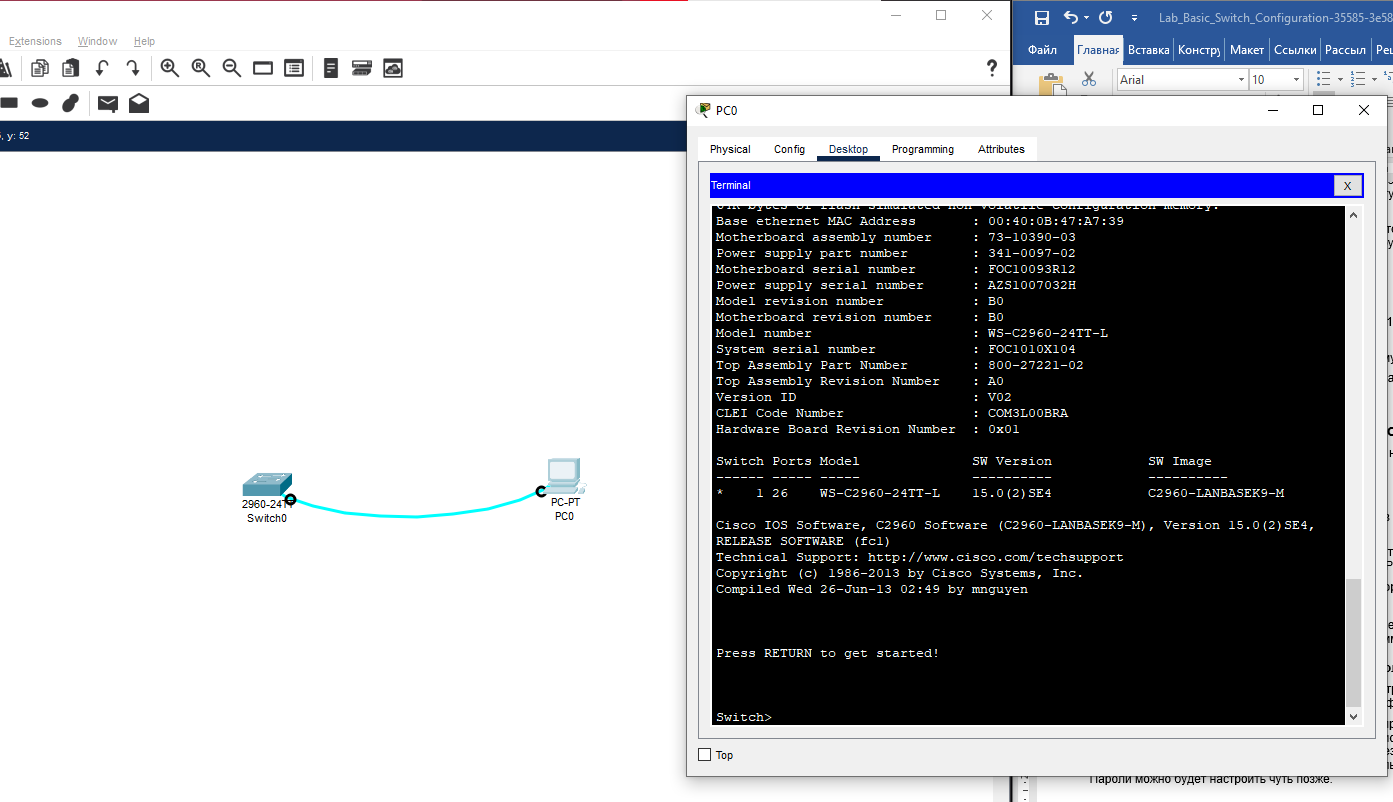 Lab_Basic_Switch_Configuration-35585-3e58
Extensions Window Help
Файл Главная Вставка Констру Макет Ссылки Рассыл Рец
Arial 10
, y: 52
PC0
Physical Config Desktop Programming Attributes
Terminal X
64K bytes of flash-simulated non-volatile configuration memory.
Base ethernet MAC Address : 00:40:0B:47:A7:39
Motherboard assembly number : 73-10390-03
Power supply part number : 341-0097-02
Motherboard serial number : FOC10093R12
Power supply serial number : AZS1007032H
Model revision number : B0
Motherboard revision number : B0
Model number : WS-C2960-24TT-L
System serial number : FOC1010X104
Top Assembly Part Number : 800-27221-02
Top Assembly Revision Number : A0
Version ID : V02
CLEI Code Number : COM3L00BRA
Hardware Board Revision Number : 0x01
Switch Ports Model SW Version SW Image
------ ----- ----- ---------- ----------
* 1 26 WS-C2960-24TT-L 15.0(2)SE4 C2960-LANBASEK9-M
Cisco IOS Software, C2960 Software (C2960-LANBASEK9-M), Version 15.0(2)SE4,
RELEASE SOFTWARE (fc1)
Technical Support: http://www.cisco.com/techsupport
Copyright (c) 1986-2013 by Cisco Systems, Inc.
Compiled Wed 26-Jun-13 02:49 by mnguyen
Press RETURN to get started!
Switch>
Top
2960-24TT
Switch0
PC-PT
PC0
Пароли можно будет настроить чуть позже.